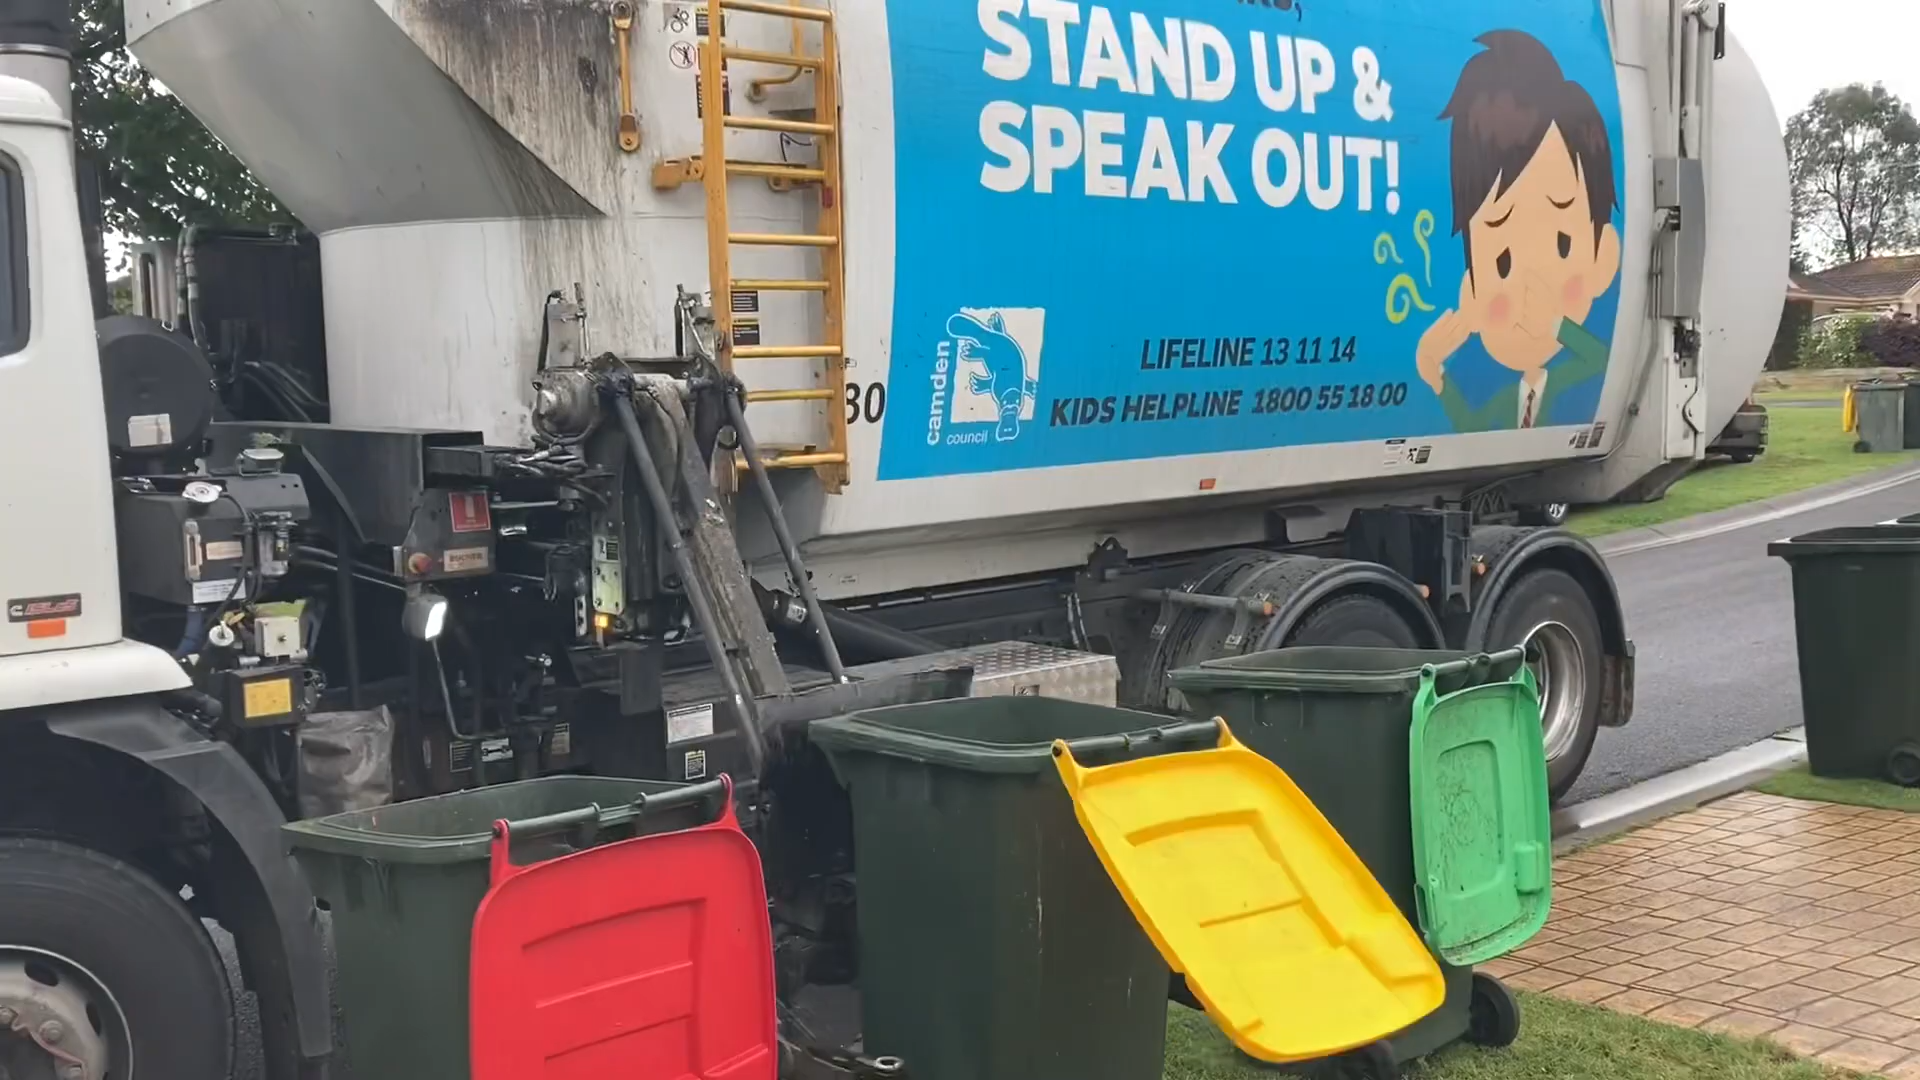 STAND UP &
SPEAK OUT!
LIFELINE 13 11 14
KIDS HELPLINE 1800 55 18 00
camden
council
30